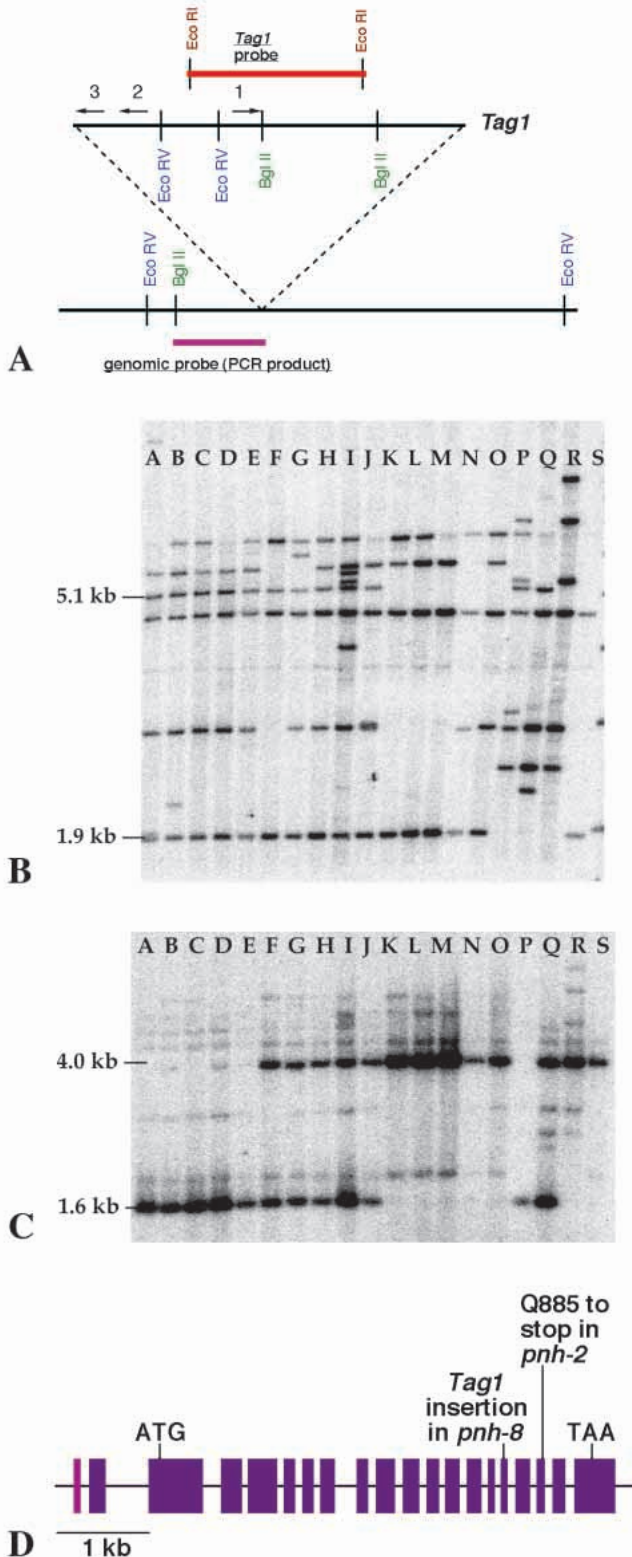 Eco RI
Tag1
probe
Eco RI
3
2
1
Tag1
Eco RV
Eco RV
Bgl II
Bgl II
Eco RV
Bgl II
Eco RV
genomic probe (PCR product)
A
A B C D E F G H I J K L M N O P Q R S
5.1 kb
1.9 kb
B
A B C D E F G H I J K L M N O P Q R S
4.0 kb
1.6 kb
C
Q885 to
stop in
pnh-2
Tag1
insertion
in pnh-8
ATG
TAA
1 kb
D